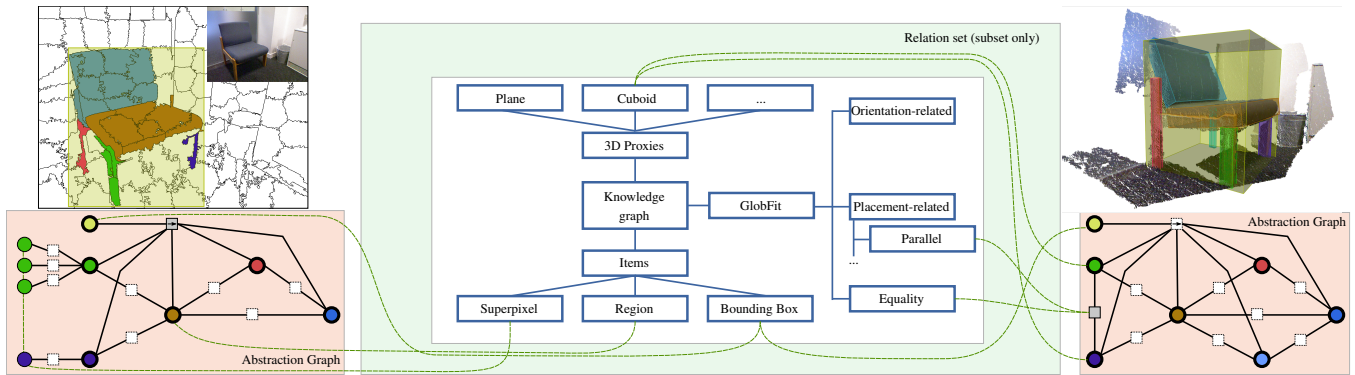 Relation set (subset only)
Plane
Cuboid
...
Orientation-related
3D Proxies
Knowledge
graph
GlobFit
Placement-related
Parallel
...
Items
Equality
Superpixel
Region
Bounding Box
Abstraction Graph
Abstraction Graph